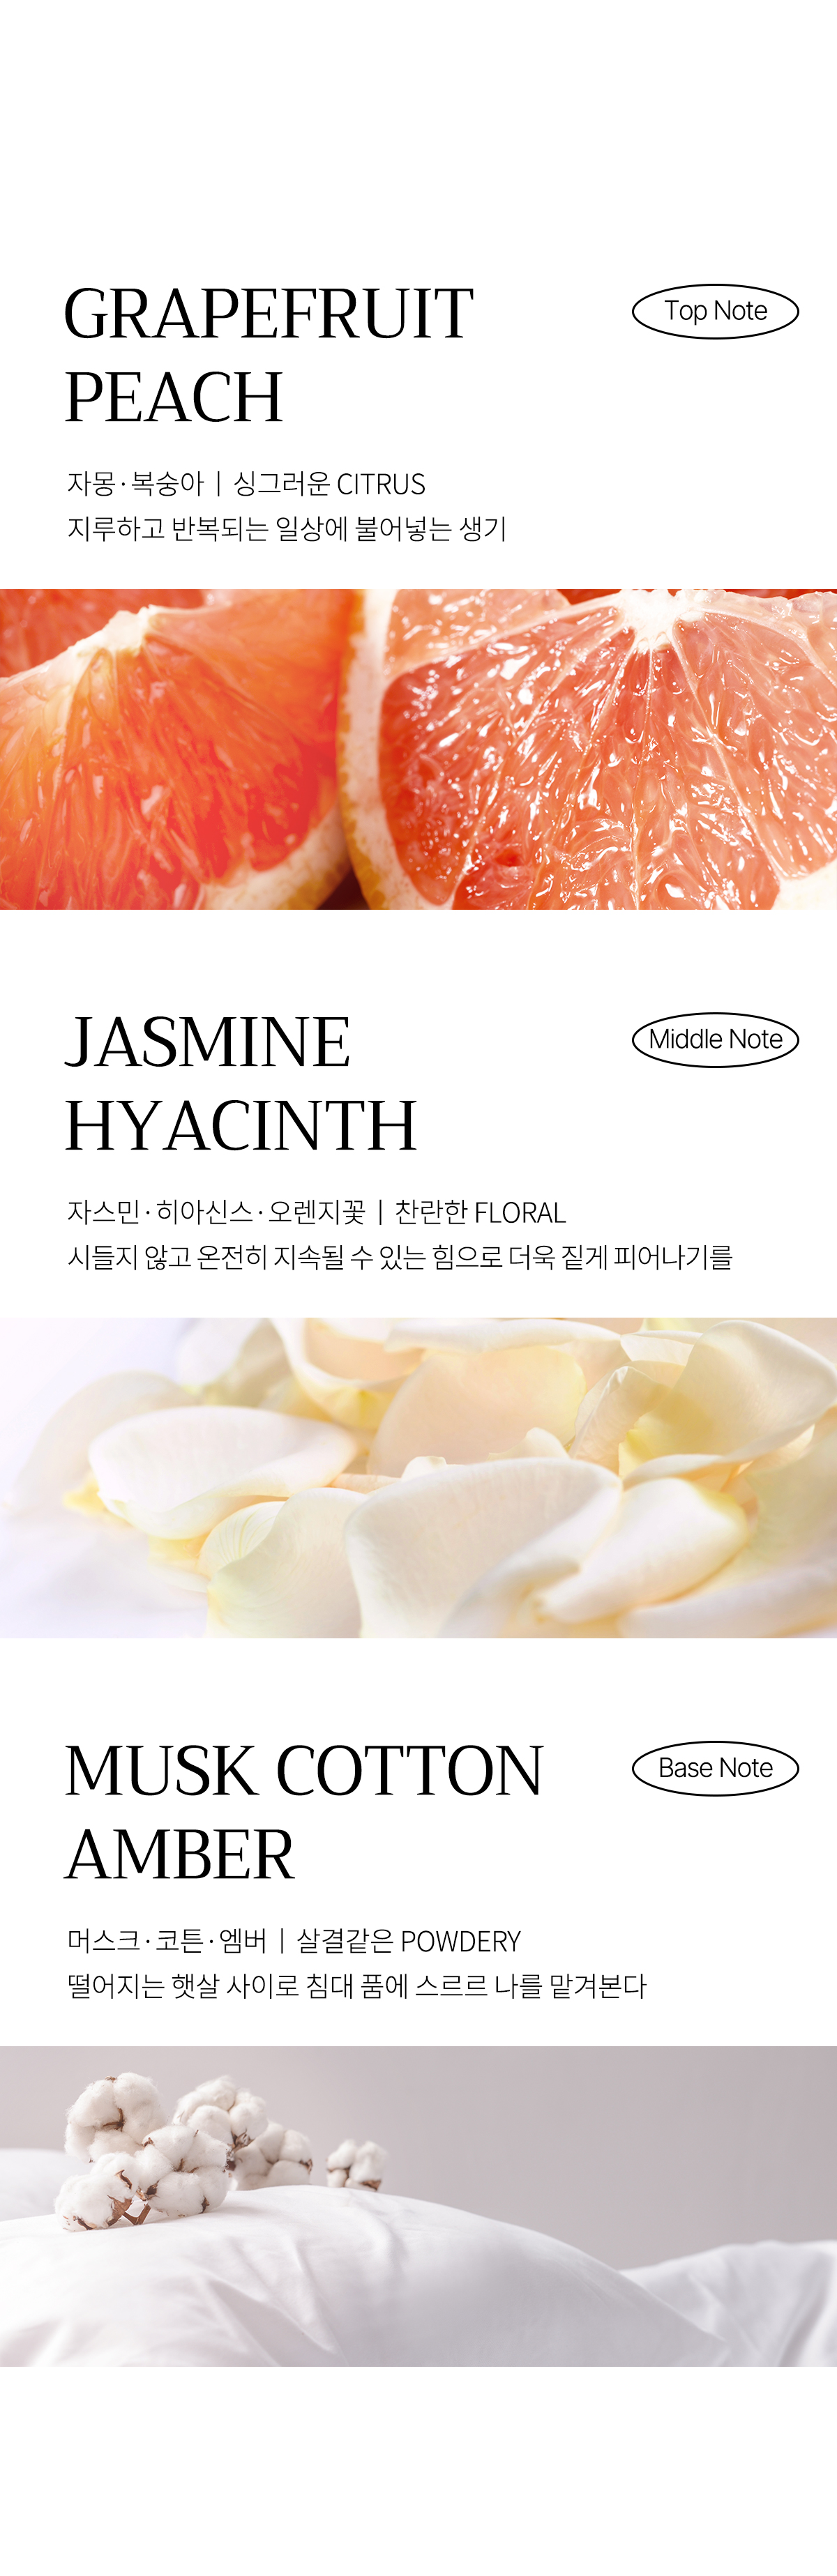 GRAPEFRUIT
PEACH
Top Note
자몽·복숭아 | 싱그러운 CITRUS
지루하고 반복되는 일상에 불어넣는 생기
JASMINE
HYACINTH
Middle Note
자스민·히아신스·오렌지꽃 | 찬란한 FLORAL
시들지 않고 온전히 지속될 수 있는 힘으로 더욱 짙게 피어나기를
MUSK COTTON
AMBER
Base Note
머스크·코튼·엠버 | 살결같은 POWDERY
떨어지는 햇살 사이로 침대 품에 스르르 나를 맡겨본다